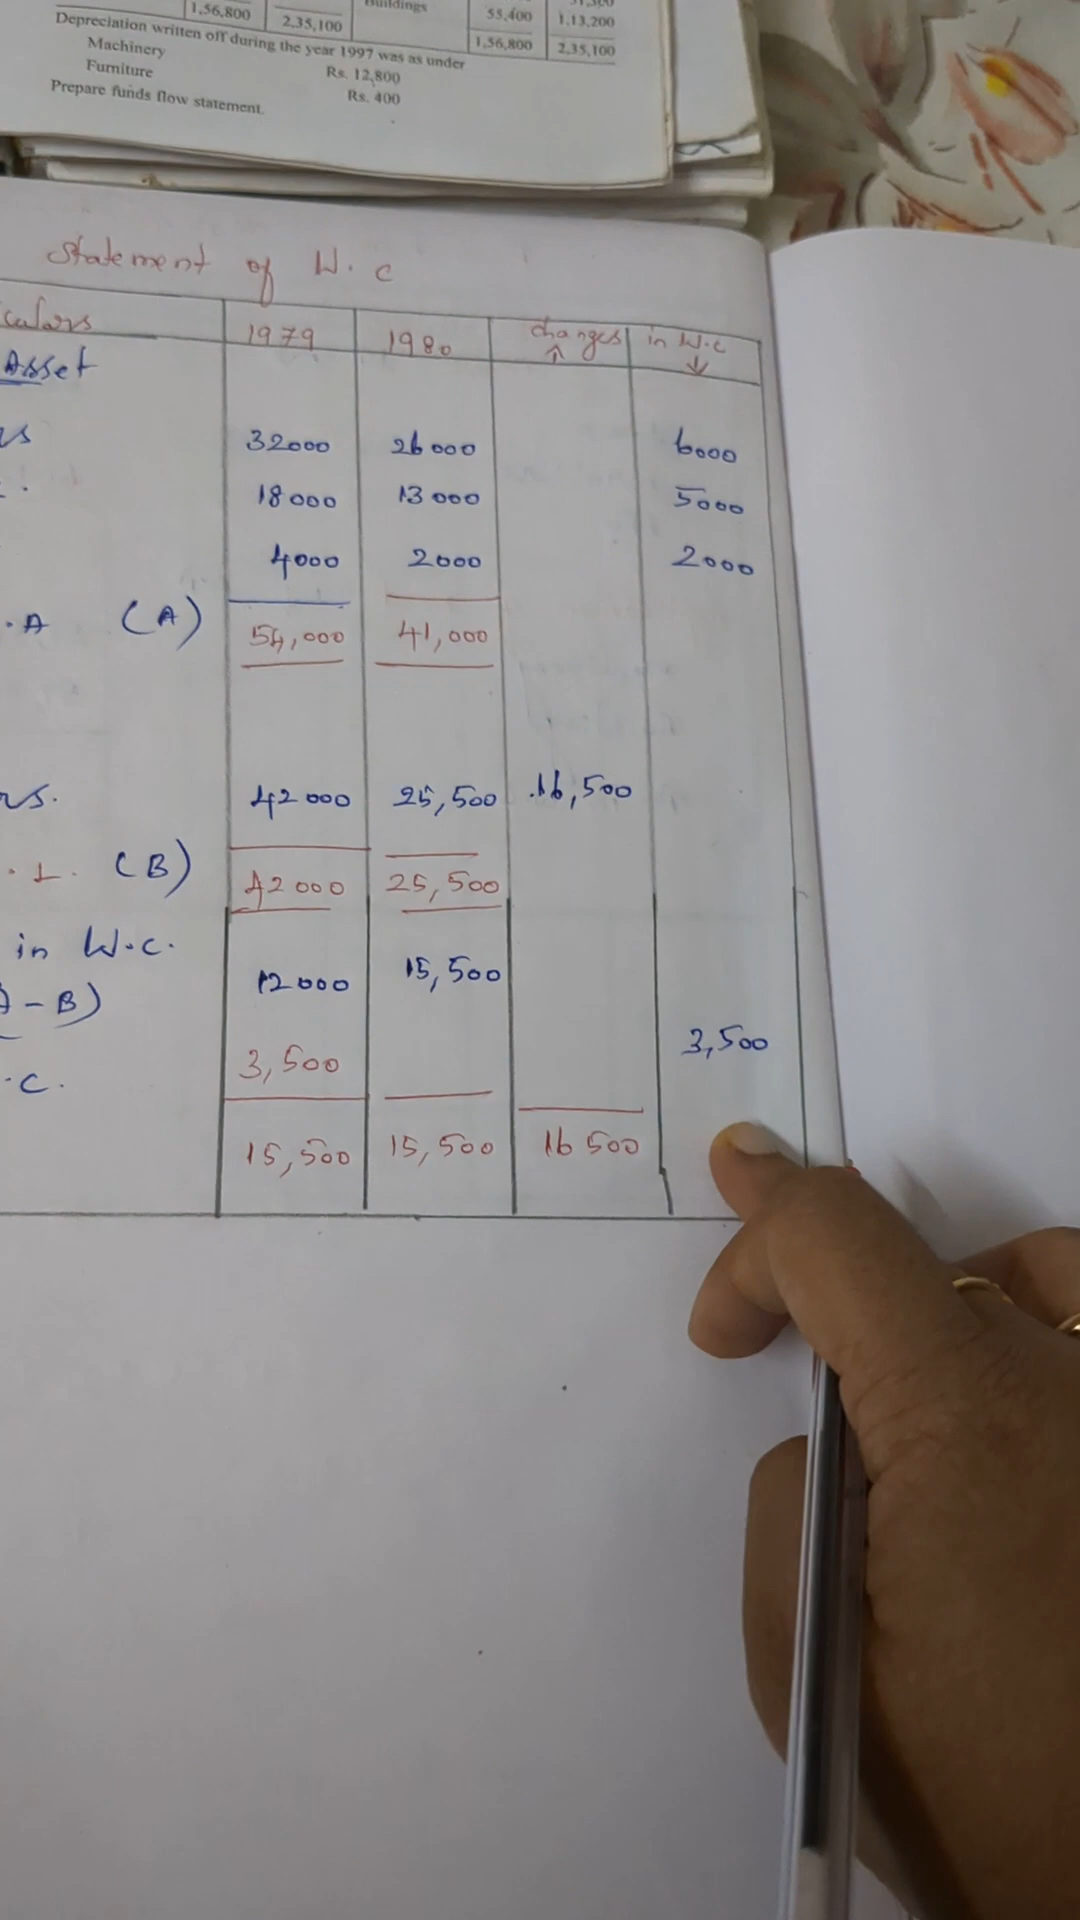 1,56,800 2,35,100 Buildings 55,400 1,13,200
1,56,800 2,35,100
Depreciation written off during the year 1997 was as under
Machinery Rs. 12,800
Furniture Rs. 400
Prepare funds flow statement.
Statement of W.C
culars 1979 1980 changes in W.C
↑ ↓
Asset
rs 32000 26000 6000
18000 13000 5000
4000 2000 2000
.A (A) 54,000 41,000
rs. 42000 25,500 16,500
.L. (B) 42000 25,500
in W.C.
A-B) 12000 15,500
.C. 3,500 3,500
15,500 15,500 16500